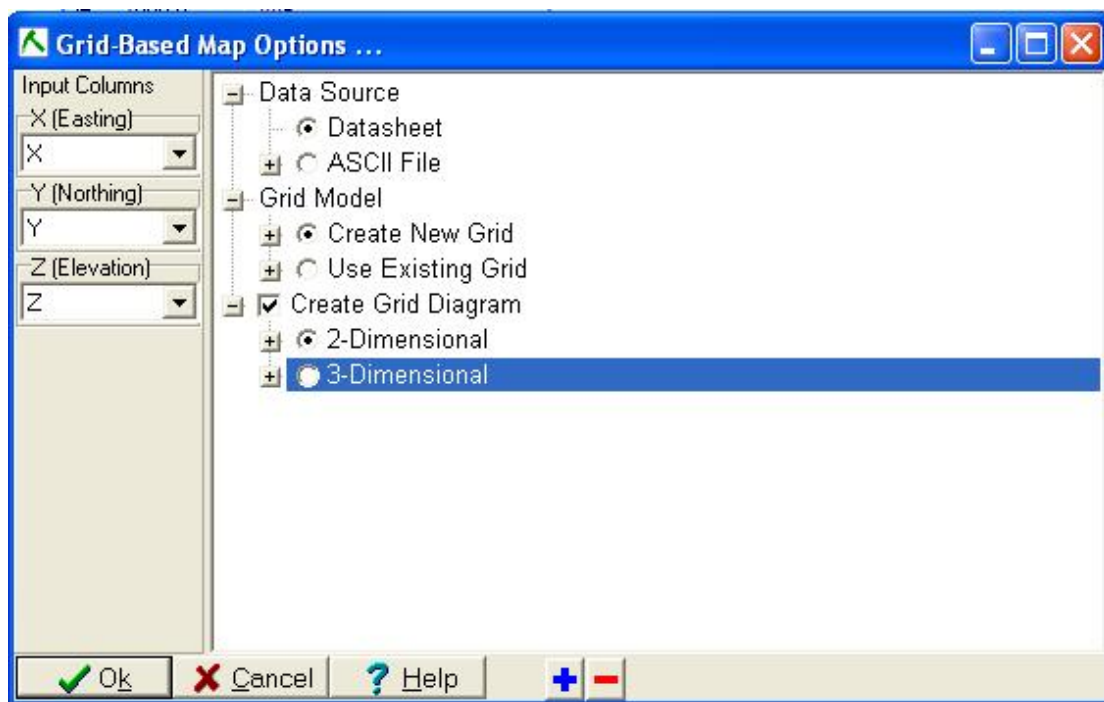 Grid-Based Map Options ...
Input Columns
X (Easting)
X
Y (Northing)
Y
Z (Elevation)
Z
Data Source
Datasheet
ASCII File
Grid Model
Create New Grid
Use Existing Grid
Create Grid Diagram
2-Dimensional
3-Dimensional
Ok
Cancel
Help